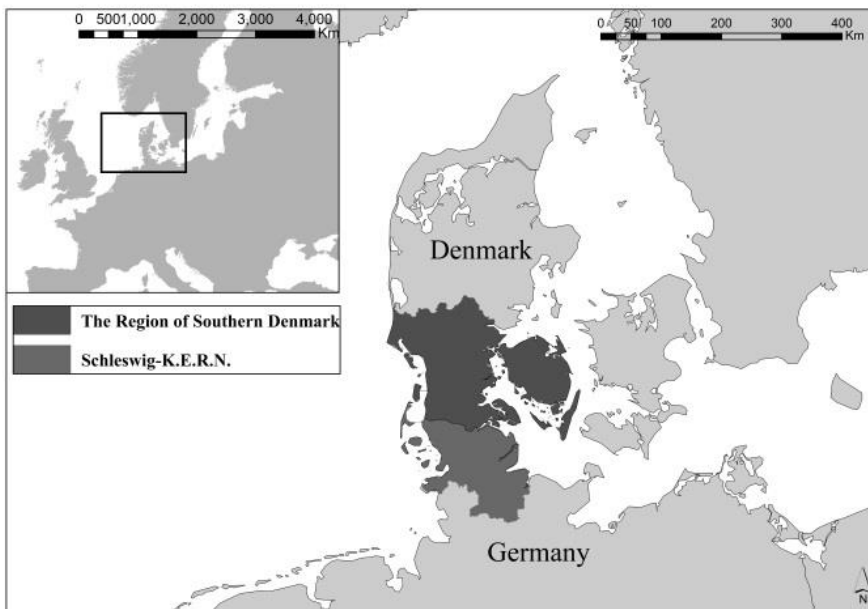 0 5001,000 2,000 3,000 4,000
Km
0 50 100 200 300 400
Km
Denmark
The Region of Southern Denmark
Schleswig-K.E.R.N.
Germany
N